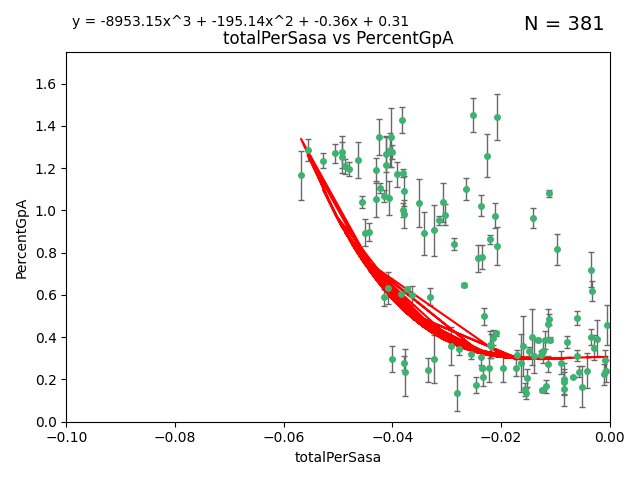 y = -8953.15x^3 + -195.14x^2 + -0.36x + 0.31
N = 381
totalPerSasa vs PercentGpA
PercentGpA
1.6
1.4
1.2
1.0
0.8
0.6
0.4
0.2
0.0
−0.10 −0.08 −0.06 −0.04 −0.02 0.00
totalPerSasa